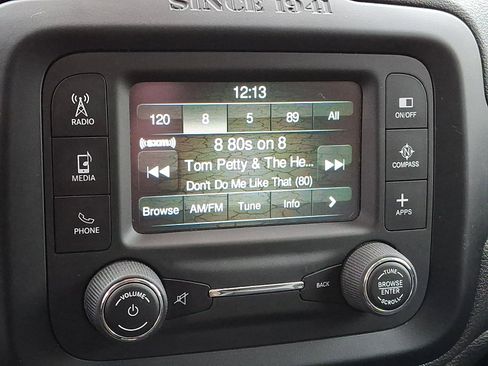 SINCE 1941
12:13
120 8 5 89 All
RADIO
ON/OFF
((SiriusXM))
8 80s on 8
Tom Petty & The He...
MEDIA
COMPASS
Don't Do Me Like That (80)
Browse AM/FM Tune Info >
PHONE
APPS
VOLUME
BACK
TUNE
BROWSE
ENTER
SCROLL